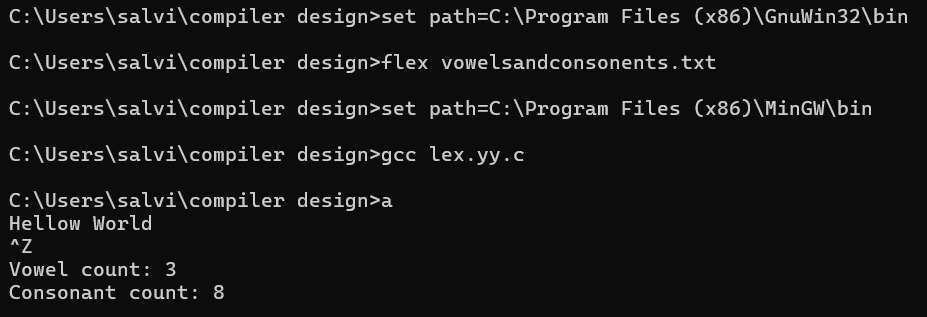 C:\Users\salvi\compiler design>set path=C:\Program Files (x86)\GnuWin32\bin
C:\Users\salvi\compiler design>flex vowelsandconsonents.txt
C:\Users\salvi\compiler design>set path=C:\Program Files (x86)\MinGW\bin
C:\Users\salvi\compiler design>gcc lex.yy.c
C:\Users\salvi\compiler design>a
Hellow World
^Z
Vowel count: 3
Consonant count: 8